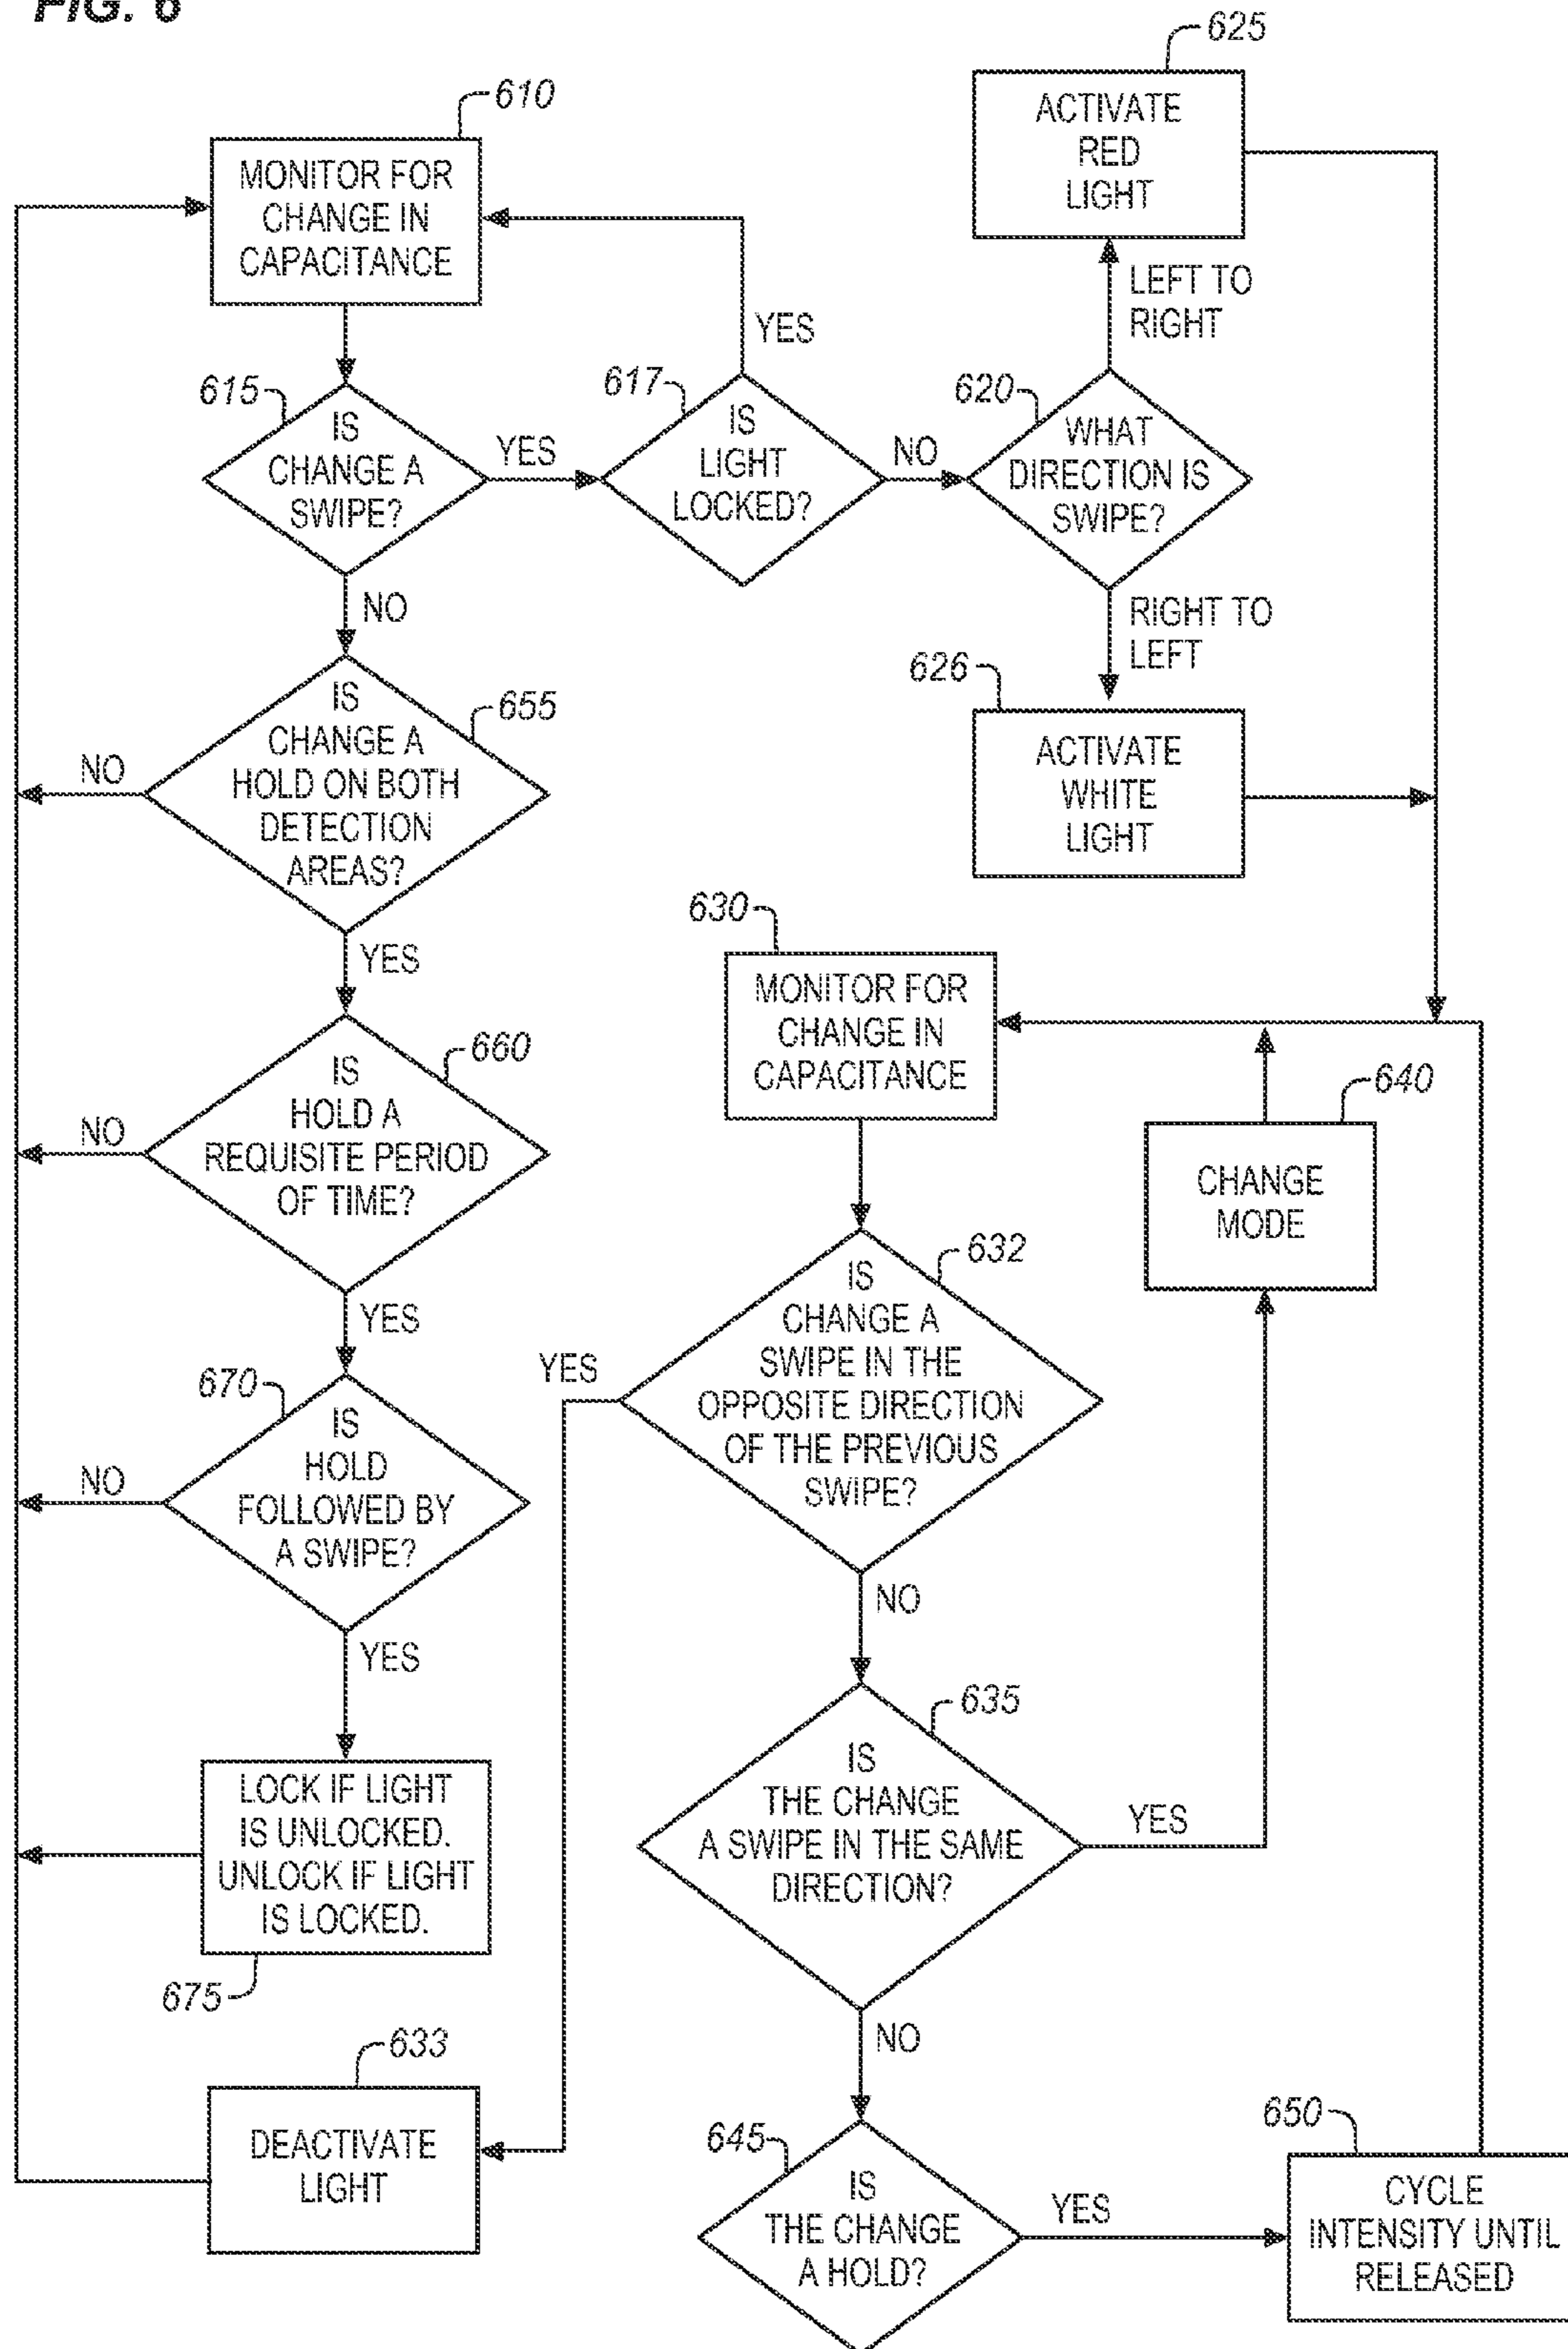 FIG. 6
625
ACTIVATE
RED
LIGHT
610
MONITOR FOR
CHANGE IN
CAPACITANCE
LEFT TO
RIGHT
YES
615
IS
CHANGE A
SWIPE?
YES
617
IS
LIGHT
LOCKED?
NO
620
WHAT
DIRECTION IS
SWIPE?
NO
RIGHT TO
LEFT
626
ACTIVATE
WHITE
LIGHT
655
IS
CHANGE A
HOLD ON BOTH
DETECTION
AREAS?
NO
YES
630
MONITOR FOR
CHANGE IN
CAPACITANCE
660
IS
HOLD A
REQUISITE PERIOD
OF TIME?
NO
YES
640
CHANGE
MODE
632
IS
CHANGE A
SWIPE IN THE
OPPOSITE DIRECTION
OF THE PREVIOUS
SWIPE?
YES
NO
670
IS
HOLD
FOLLOWED BY
A SWIPE?
NO
YES
635
IS
THE CHANGE
A SWIPE IN THE SAME
DIRECTION?
YES
NO
LOCK IF LIGHT
IS UNLOCKED.
UNLOCK IF LIGHT
IS LOCKED.
675
633
DEACTIVATE
LIGHT
645
IS
THE CHANGE
A HOLD?
YES
650
CYCLE
INTENSITY UNTIL
RELEASED